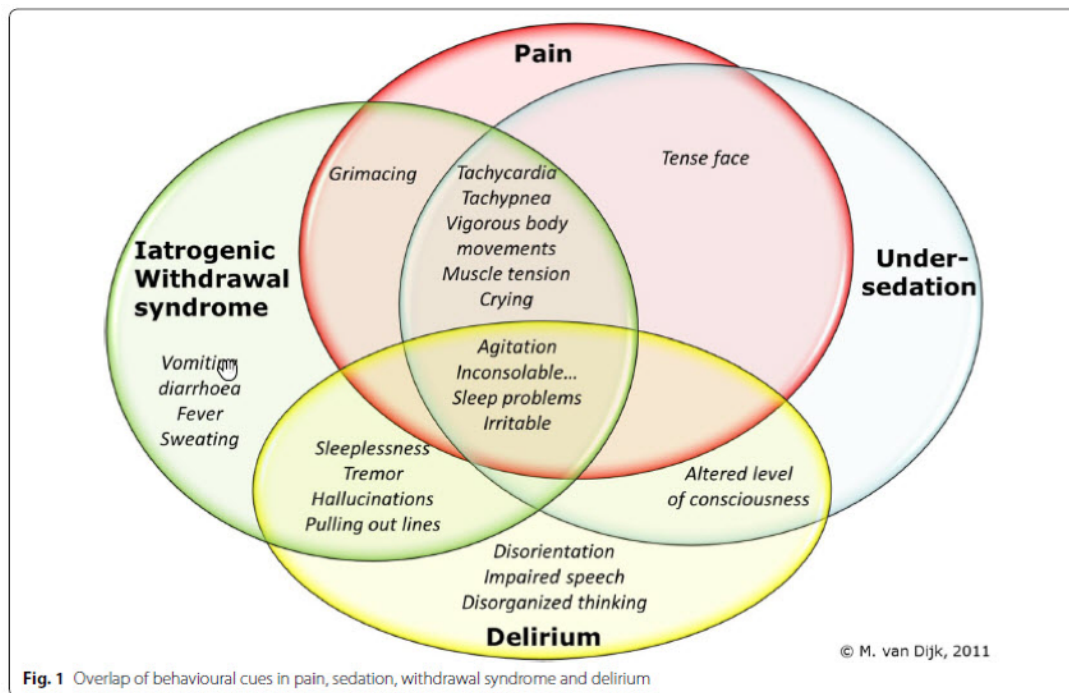 Pain
Grimacing
Tachycardia
Tachypnea
Vigorous body
movements
Muscle tension
Crying
Tense face
Iatrogenic
Withdrawal
syndrome
Under-
sedation
Vomiting
diarrhoea
Fever
Sweating
Agitation
Inconsolable...
Sleep problems
Irritable
Sleeplessness
Tremor
Hallucinations
Pulling out lines
Altered level
of consciousness
Disorientation
Impaired speech
Disorganized thinking
Delirium
© M. van Dijk, 2011
Fig. 1 Overlap of behavioural cues in pain, sedation, withdrawal syndrome and delirium